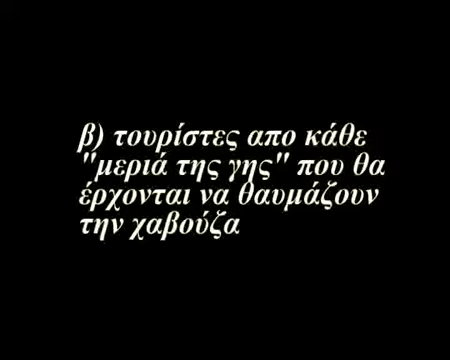 β) τουρίστες απο κάθε
"μεριά της γης" που θα
έρχονται να θαυμάζουν
την χαβούζα